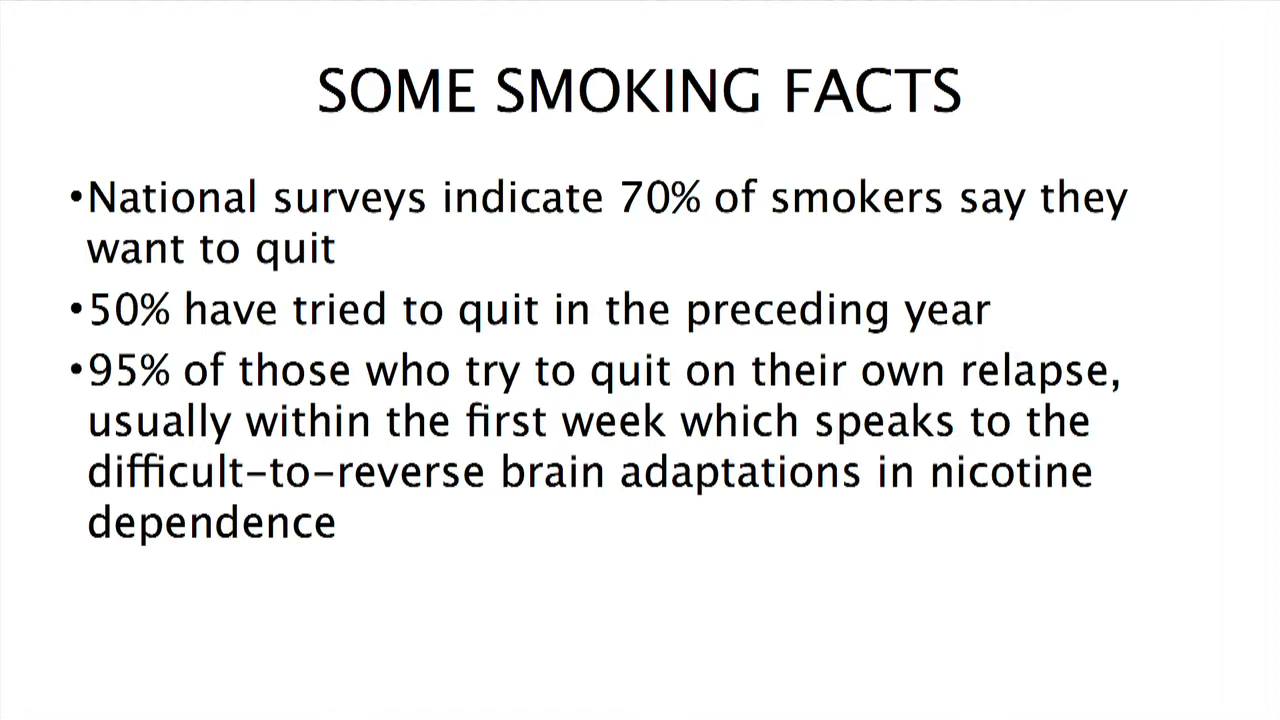 SOME SMOKING FACTS
•National surveys indicate 70% of smokers say they
want to quit
•50% have tried to quit in the preceding year
•95% of those who try to quit on their own relapse,
usually within the first week which speaks to the
difficult-to-reverse brain adaptations in nicotine
dependence